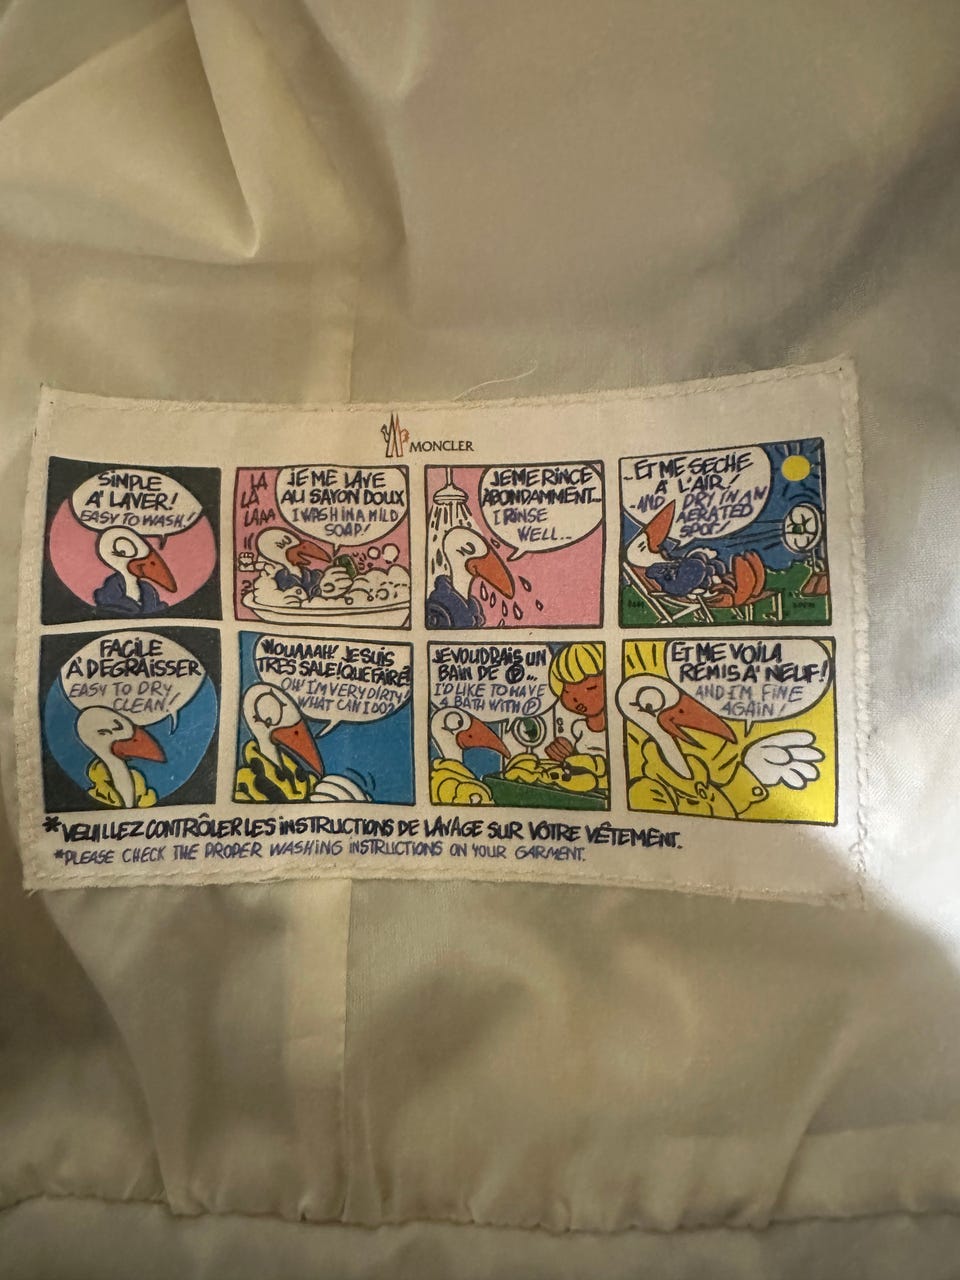 MONCLER
SIMPLE
A' LAVER!
EASY TO WASH!
LA
LA
LAAA
JE ME LAVE
AU SAVON DOUX
I WASH IN A MILD
SOAP!
JE ME RINCE
ABONDAMMENT...
I RINSE
WELL...
..ET ME SECHE
A' L'AIR!
-AND DRY IN AN
AERATED
SPOT!
FACILE
A' DEGRAISSER
EASY TO DRY
CLEAN!
WOUAAAH! JE SUIS
TRES SALE! QUE FAIRE?
OH! I'M VERY DIRTY!
WHAT CAN I DO?
JE VOUDRAIS UN
BAIN DE Ⓟ...
I'D LIKE TO HAVE
A BATH WITH Ⓟ
ET ME VOILA
REMIS A' NEUF!
AND I'M FINE
AGAIN!
*VEUILLEZ CONTRÔLER LES INSTRUCTIONS DE LAVAGE SUR VÔTRE VÊTEMENT.
*PLEASE CHECK THE PROPER WASHING INSTRUCTIONS ON YOUR GARMENT.